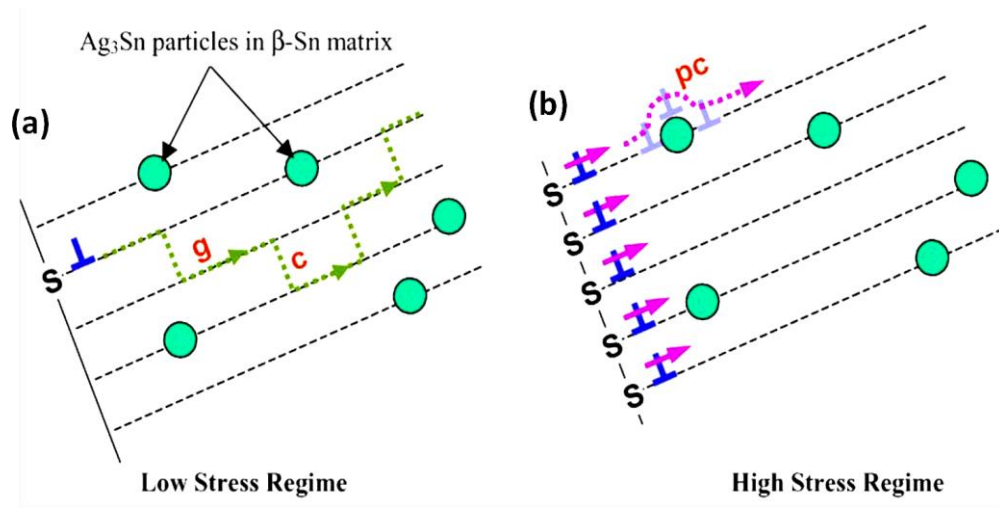 Ag₃Sn particles in β-Sn matrix
(a)
g
c
S
Low Stress Regime
(b)
pc
S
S
S
S
S
High Stress Regime